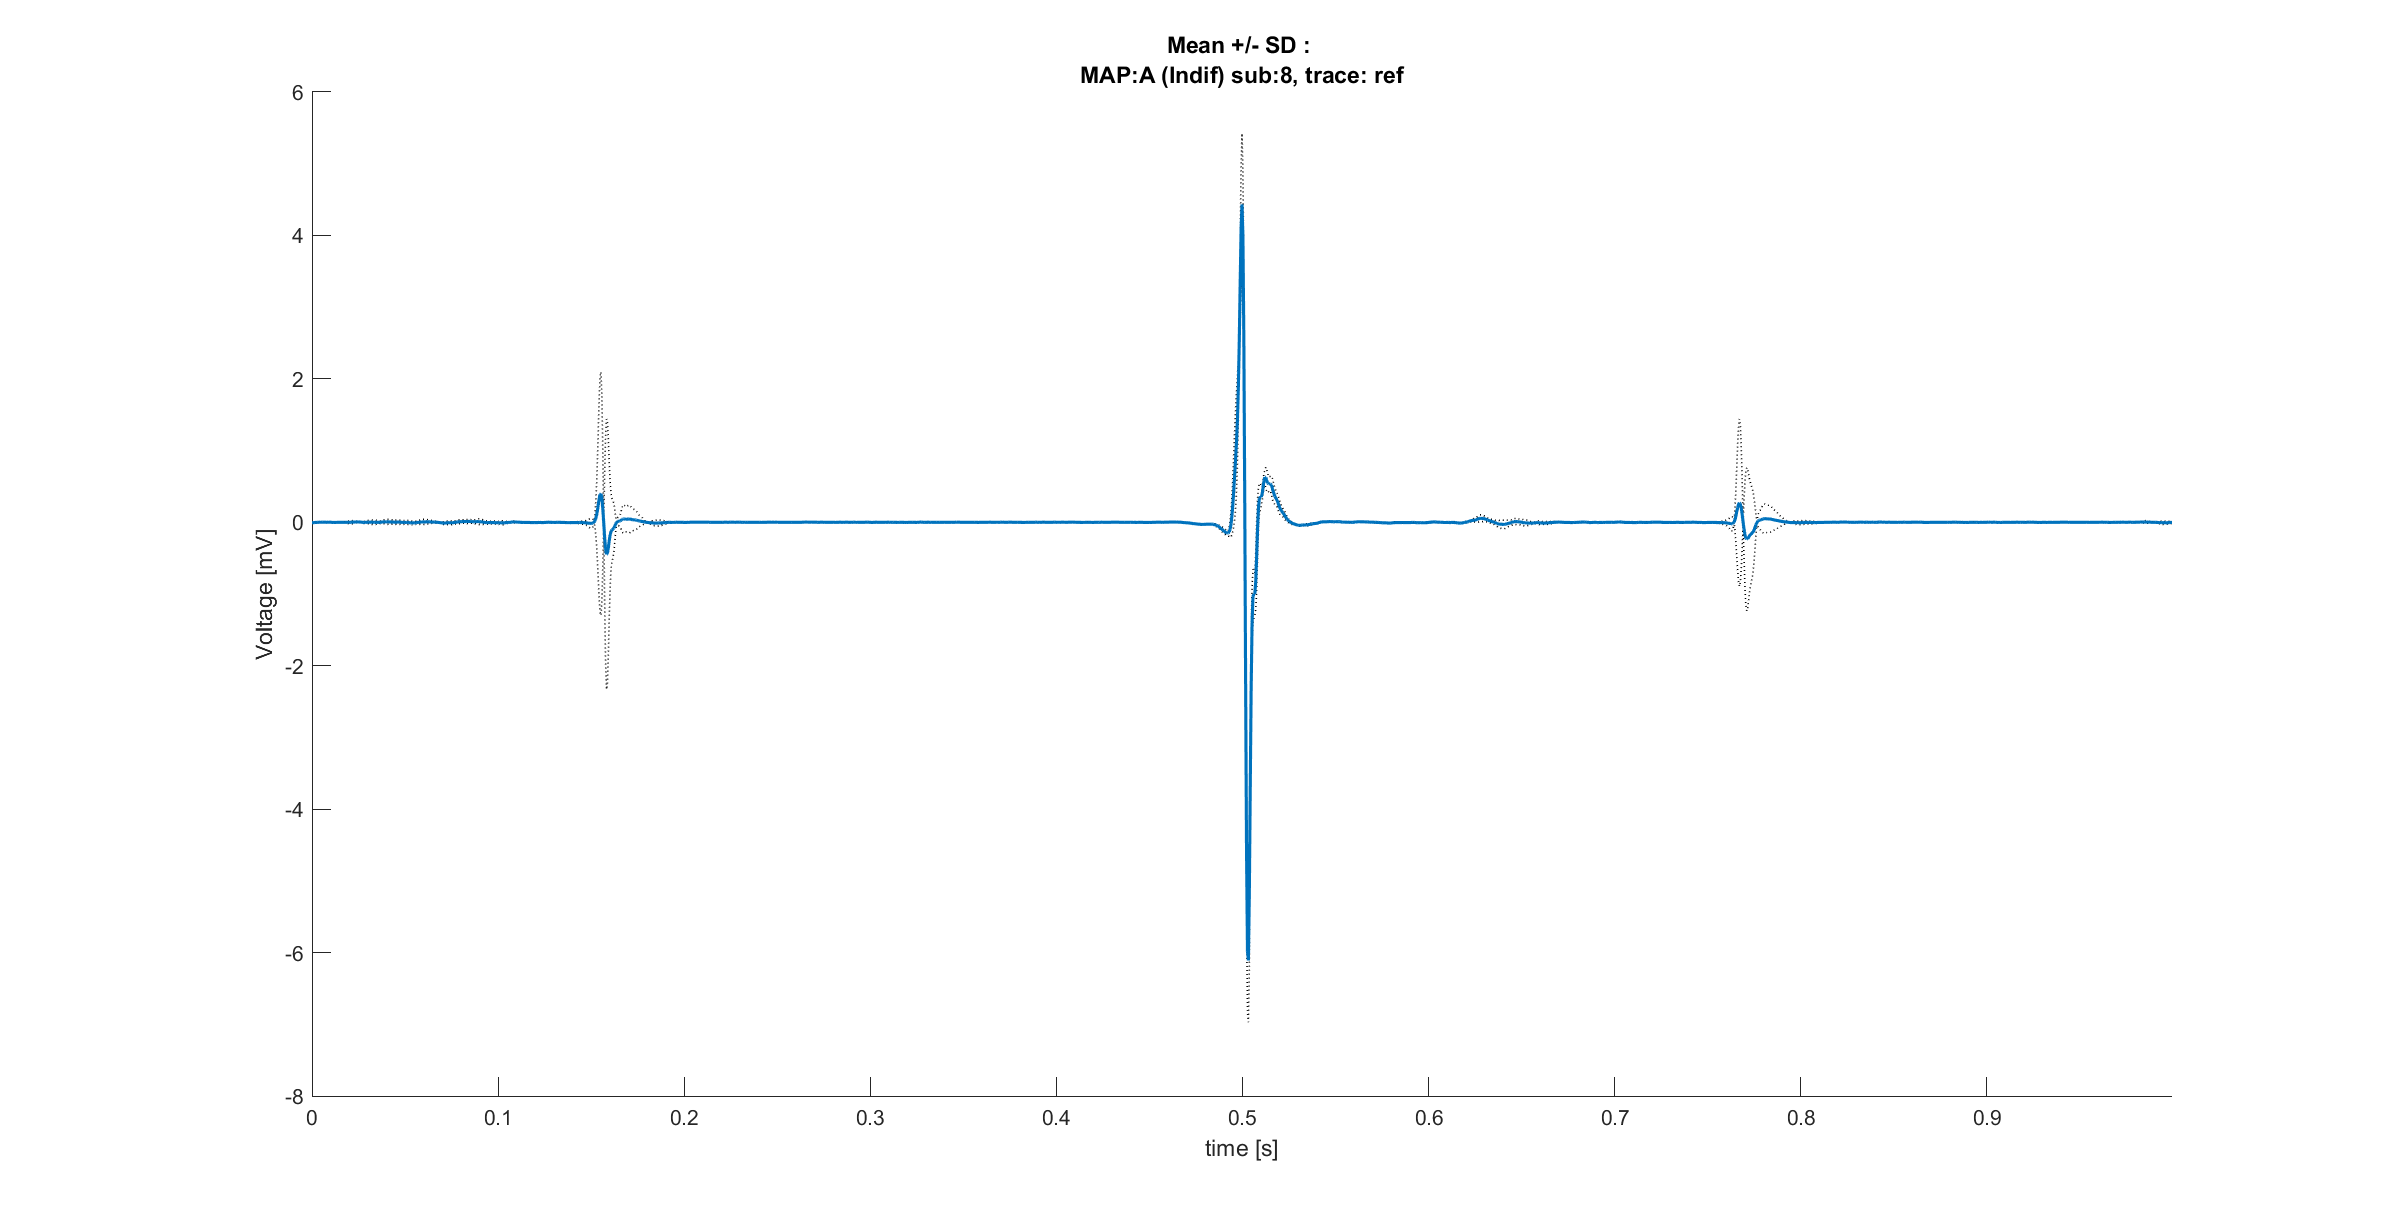 Mean +/- SD :
MAP:A (Indif) sub:8, trace: ref
6
4
2
0
-2
-4
-6
-8
Voltage [mV]
0 0.1 0.2 0.3 0.4 0.5 0.6 0.7 0.8 0.9
time [s]